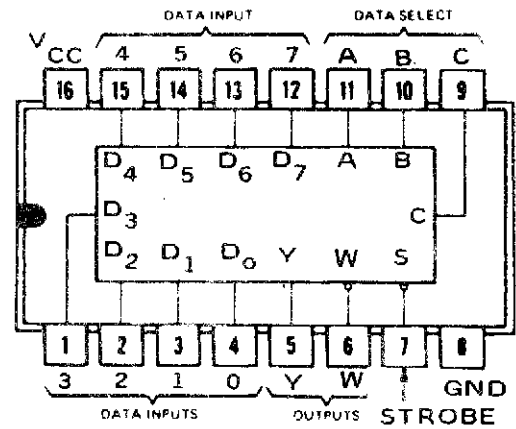 DATA INPUT DATA SELECT
VCC 4 5 6 7 A B C
16 15 14 13 12 11 10 9
D4 D5 D6 D7 A B
D3 C
D2 D1 D0 Y W S
1 2 3 4 5 6 7 8
3 2 1 0 Y W GND
DATA INPUTS OUTPUTS STROBE